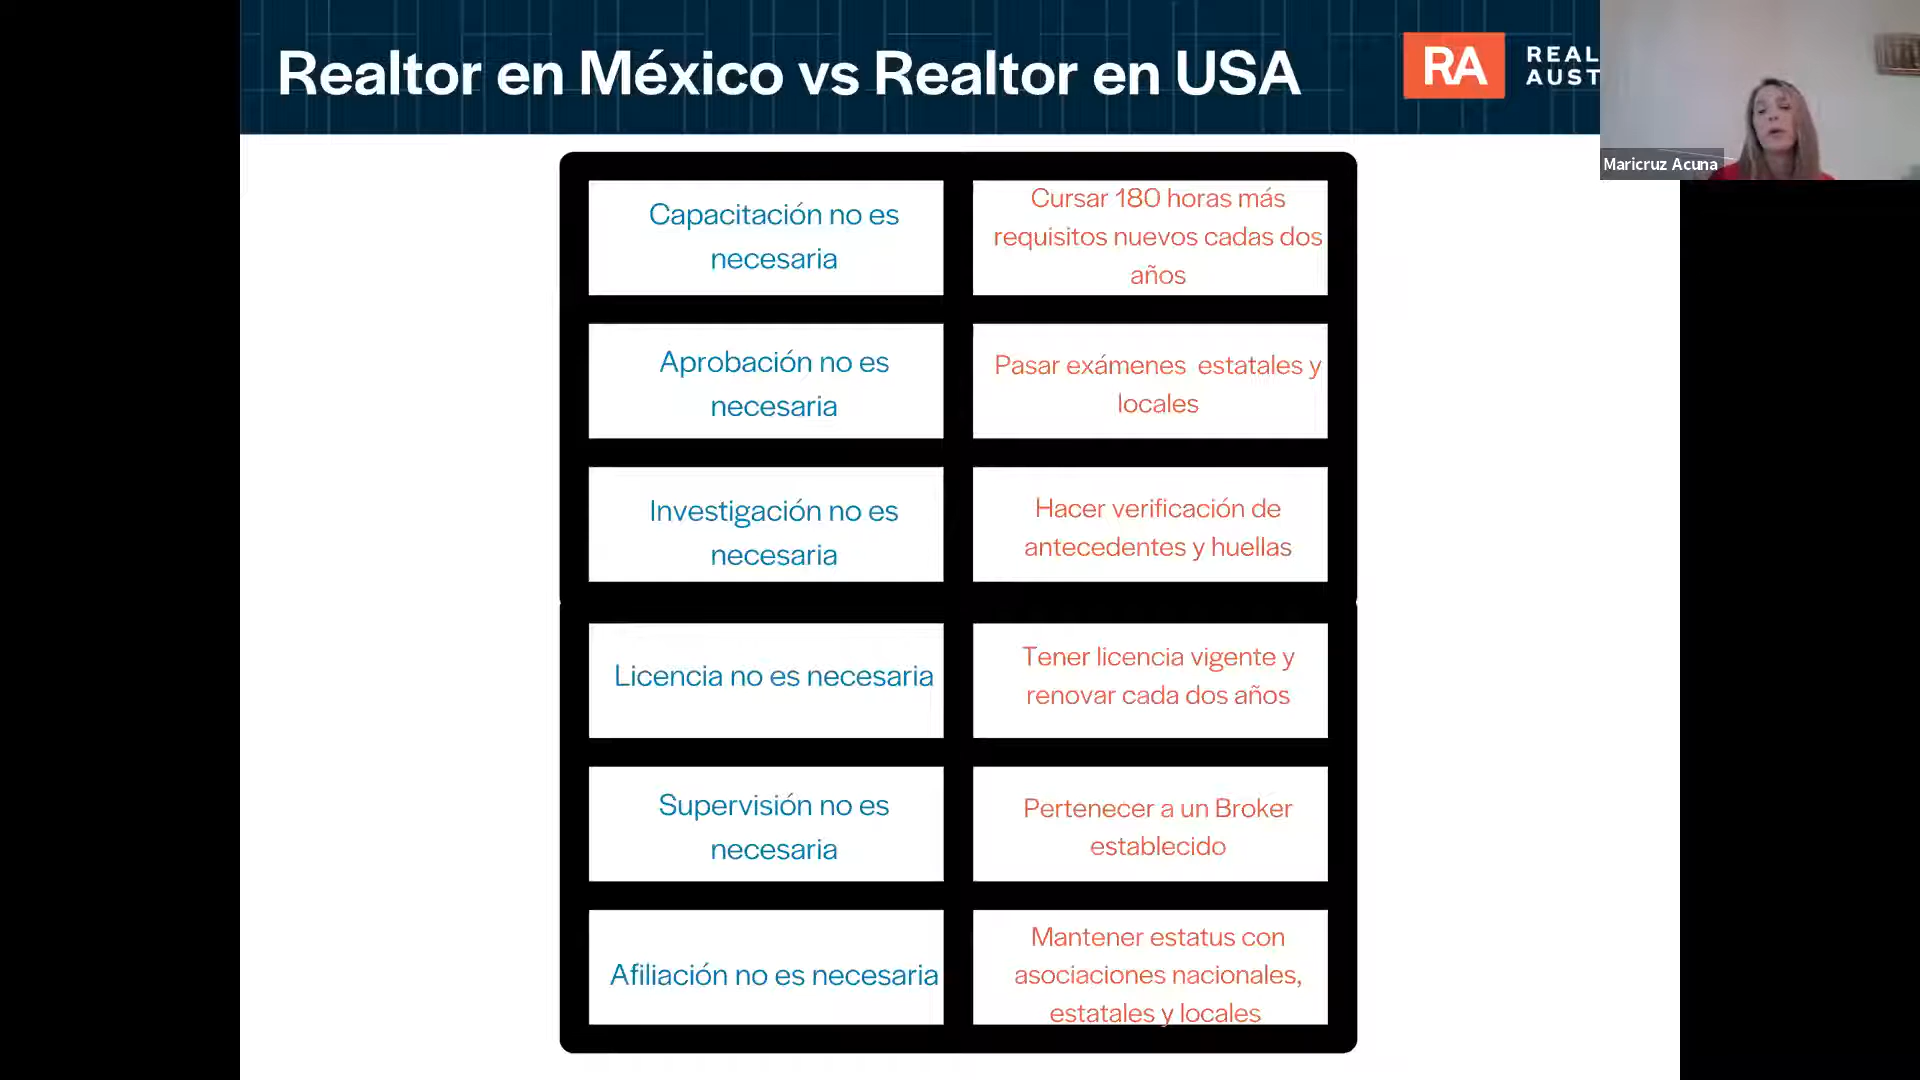 Realtor en México vs Realtor en USA
RA
REAL
AUST
Maricruz Acuna
Capacitación no es
necesaria
Cursar 180 horas más
requisitos nuevos cadas dos
años
Aprobación no es
necesaria
Pasar exámenes estatales y
locales
Investigación no es
necesaria
Hacer verificación de
antecedentes y huellas
Licencia no es necesaria
Tener licencia vigente y
renovar cada dos años
Supervisión no es
necesaria
Pertenecer a un Broker
establecido
Afiliación no es necesaria
Mantener estatus con
asociaciones nacionales,
estatales y locales